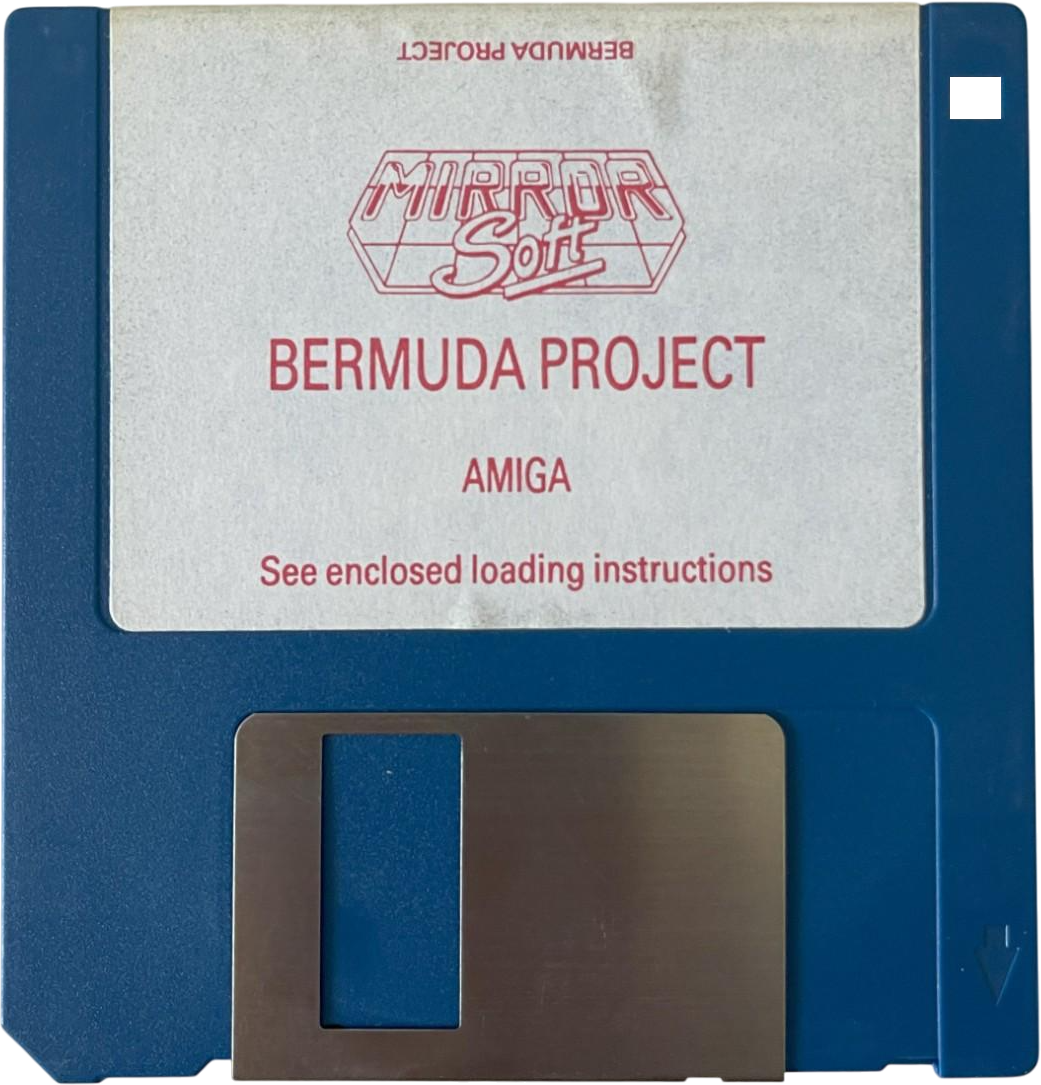 BERMUDA PROJECT
MIRROR
Soft
BERMUDA PROJECT
AMIGA
See enclosed loading instructions